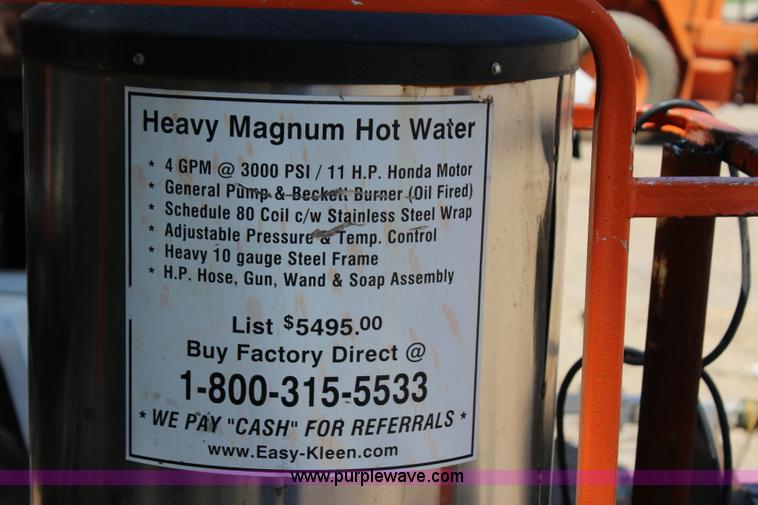 Heavy Magnum Hot Water
* 4 GPM @ 3000 PSI / 11 H.P. Honda Motor
* General Pump & Beckett Burner (Oil Fired)
* Schedule 80 Coil c/w Stainless Steel Wrap
* Adjustable Pressure & Temp. Control
* Heavy 10 gauge Steel Frame
* H.P. Hose, Gun, Wand & Soap Assembly
List $5495.00
Buy Factory Direct @
1-800-315-5533
* WE PAY "CASH" FOR REFERRALS *
www.Easy-Kleen.com
www.purplewave.com